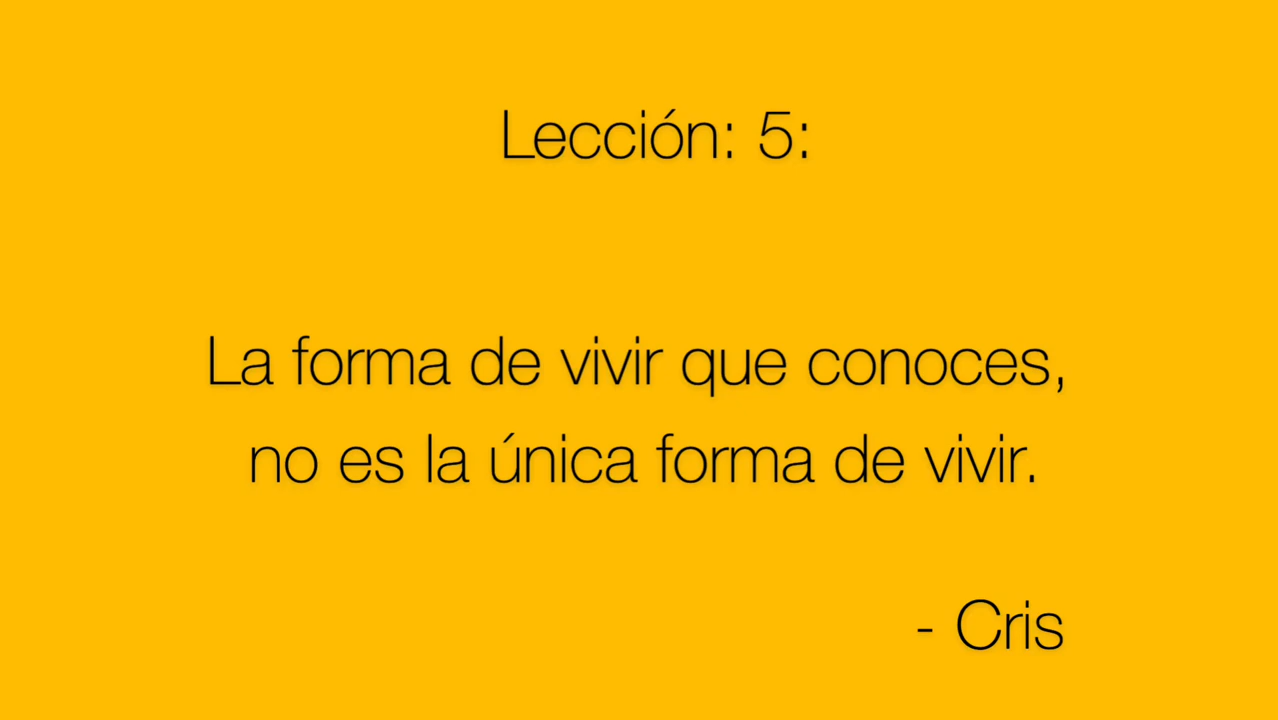 Lección: 5:
La forma de vivir que conoces,
no es la única forma de vivir.
- Cris